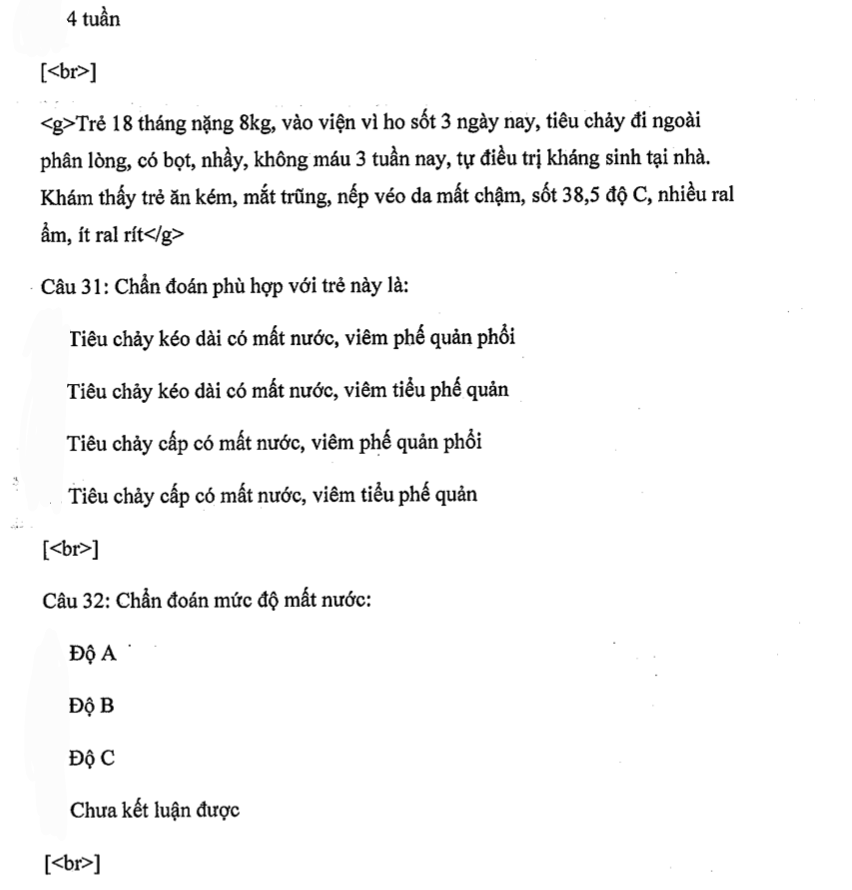 4 tuần
[<br>]
<g>Trẻ 18 tháng nặng 8kg, vào viện vì ho sốt 3 ngày nay, tiêu chảy đi ngoài
phân lỏng, có bọt, nhầy, không máu 3 tuần nay, tự điều trị kháng sinh tại nhà.
Khám thấy trẻ ăn kém, mắt trũng, nếp véo da mất chậm, sốt 38,5 độ C, nhiều ral
ẩm, ít ral rít</g>
Câu 31: Chẩn đoán phù hợp với trẻ này là:
Tiêu chảy kéo dài có mất nước, viêm phế quản phổi
Tiêu chảy kéo dài có mất nước, viêm tiểu phế quản
Tiêu chảy cấp có mất nước, viêm phế quản phổi
Tiêu chảy cấp có mất nước, viêm tiểu phế quản
[<br>]
Câu 32: Chẩn đoán mức độ mất nước:
Độ A
Độ B
Độ C
Chưa kết luận được
[<br>]